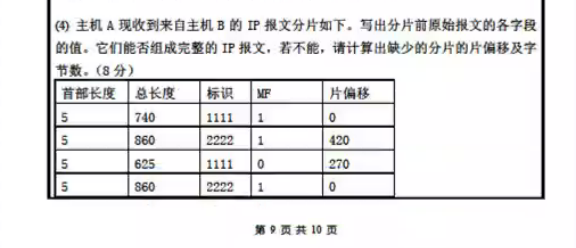 (4) 主机 A 现收到来自主机 B 的 IP 报文分片如下。写出分片前原始报文的各字段
的值。它们能否组成完整的 IP 报文，若不能，请计算出缺少的分片的片偏移及字
节数。（8 分）
首部长度 总长度 标识 MF 片偏移
5 740 1111 1 0
5 860 2222 1 420
5 625 1111 0 270
5 860 2222 1 0
第 9 页 共 10 页